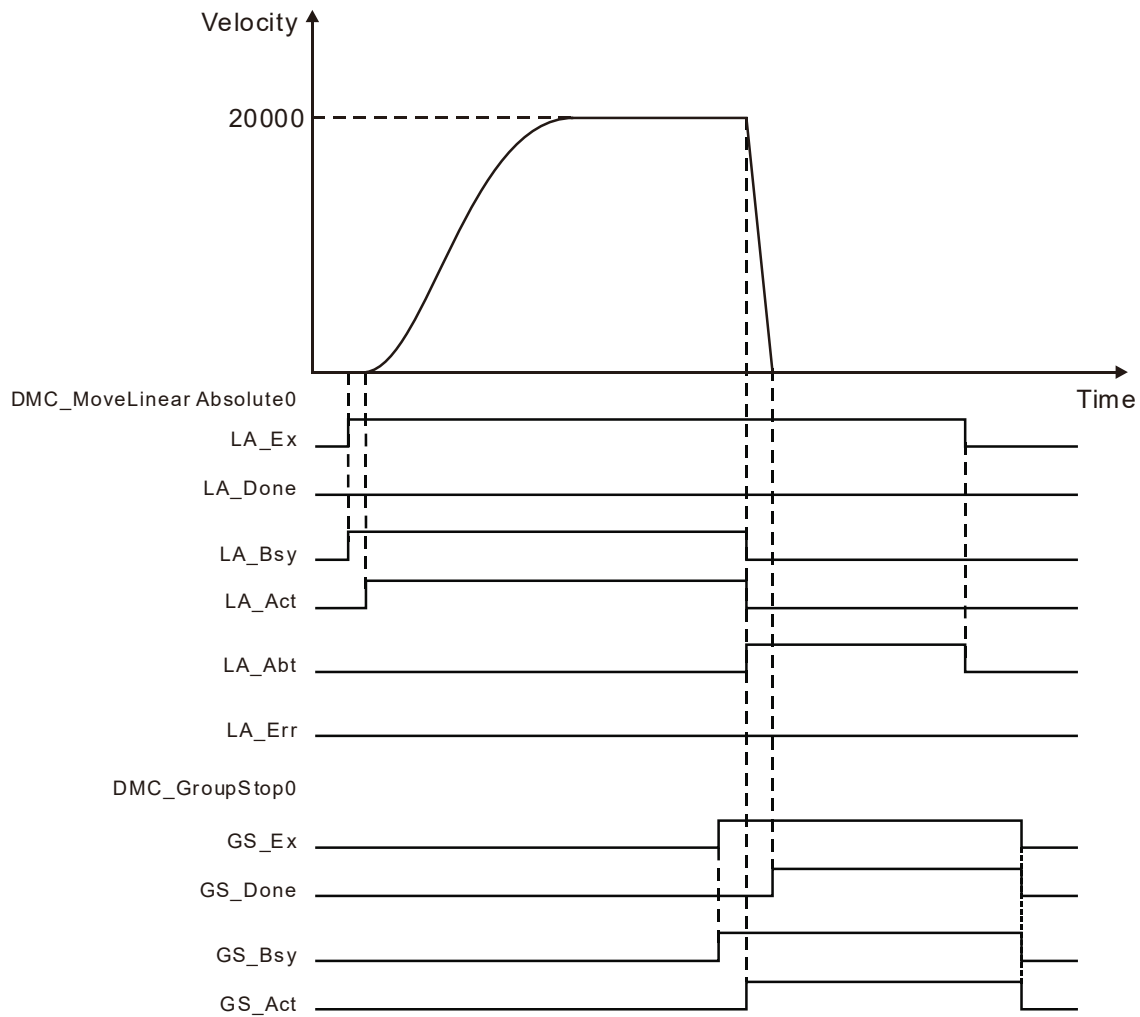 Velocity
20000
Time
DMC_MoveLinear Absolute0
LA_Ex
LA_Done
LA_Bsy
LA_Act
LA_Abt
LA_Err
DMC_GroupStop0
GS_Ex
GS_Done
GS_Bsy
GS_Act